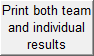 Print both team
and individual
results